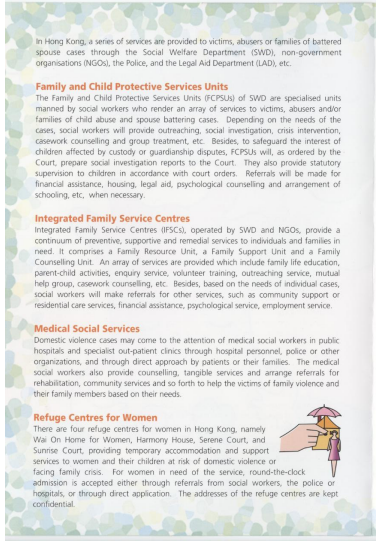 In Hong Kong, a series of services are provided to victims, abusers or families of battered
spouse cases through the Social Welfare Department (SWD), non-government
organisations (NGOs), the Police, and the Legal Aid Department (LAD), etc.
Family and Child Protective Services Units
The Family and Child Protective Services Units (FCPSUs) of SWD are specialised units
manned by social workers who render an array of services to victims, abusers and/or
families of child abuse and spouse battering cases. Depending on the needs of the
cases, social workers will provide outreaching, social investigation, crisis intervention,
casework counselling and group treatment, etc. Besides, to safeguard the interest of
children affected by custody or guardianship disputes, FCPSUs will, as ordered by the
Court, prepare social investigation reports to the Court. They also provide statutory
supervision to children in accordance with court orders. Referrals will be made for
financial assistance, housing, legal aid, psychological counselling and arrangement of
schooling, etc, when necessary.
Integrated Family Service Centres
Integrated Family Service Centres (IFSCs), operated by SWD and NGOs, provide a
continuum of preventive, supportive and remedial services to individuals and families in
need. It comprises a Family Resource Unit, a Family Support Unit and a Family
Counselling Unit. An array of services are provided which include family life education,
parent-child activities, enquiry service, volunteer training, outreaching service, mutual
help group, casework counselling, etc. Besides, based on the needs of individual cases,
social workers will make referrals for other services, such as community support or
residential care services, financial assistance, psychological service, employment service.
Medical Social Services
Domestic violence cases may come to the attention of medical social workers in public
hospitals and specialist out-patient clinics through hospital personnel, police or other
organizations, and through direct approach by patients or their families. The medical
social workers also provide counselling, tangible services and arrange referrals for
rehabilitation, community services and so forth to help the victims of family violence and
their family members based on their needs.
Refuge Centres for Women
There are four refuge centres for women in Hong Kong, namely
Wai On Home for Women, Harmony House, Serene Court, and
Sunrise Court, providing temporary accommodation and support
services to women and their children at risk of domestic violence or
facing family crisis. For women in need of the service, round-the-clock
admission is accepted either through referrals from social workers, the police or
hospitals, or through direct application. The addresses of the refuge centres are kept
confidential.